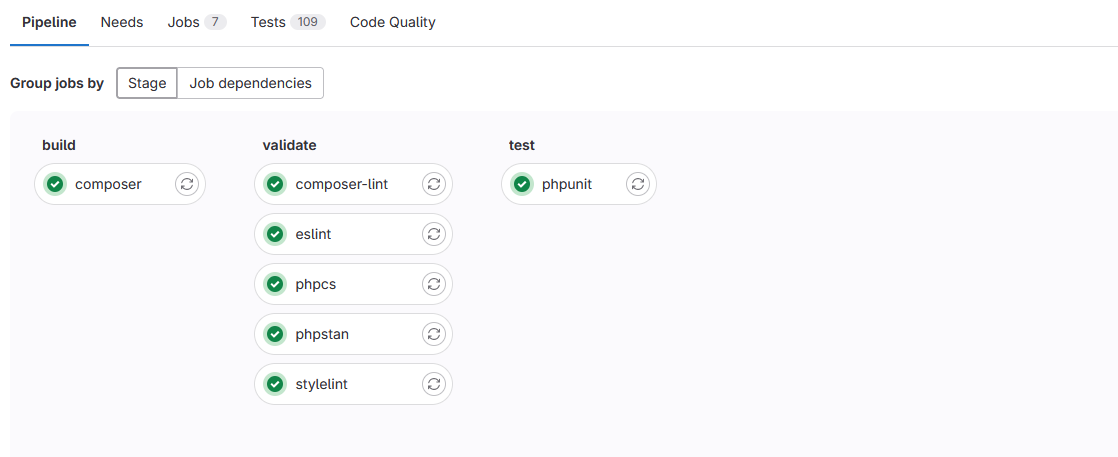 Pipeline Needs Jobs 7 Tests 109 Code Quality
Group jobs by Stage Job dependencies
build validate test
composer composer-lint phpunit
eslint
phpcs
phpstan
stylelint